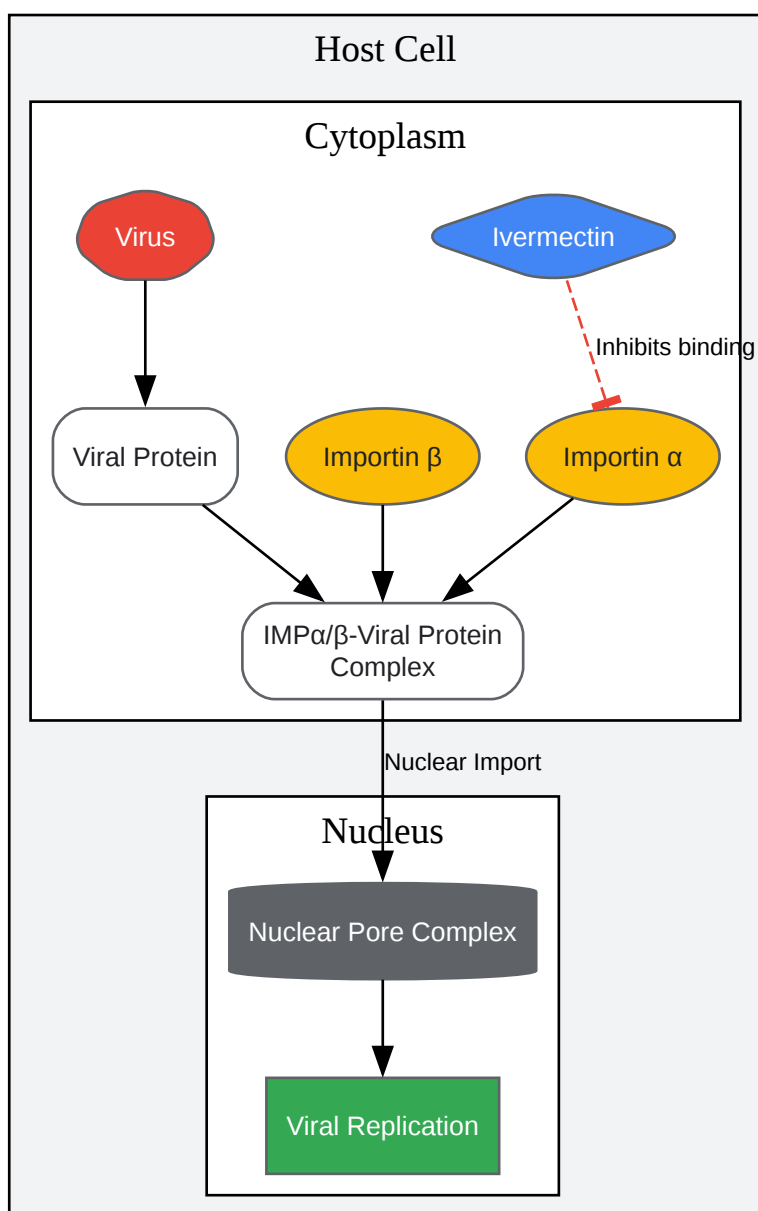 Host Cell
Cytoplasm
Virus
Ivermectin
Inhibits binding
Viral Protein
Importin β
Importin α
IMPα/β-Viral Protein
Complex
Nuclear Import
Nucleus
Nuclear Pore Complex
Viral Replication